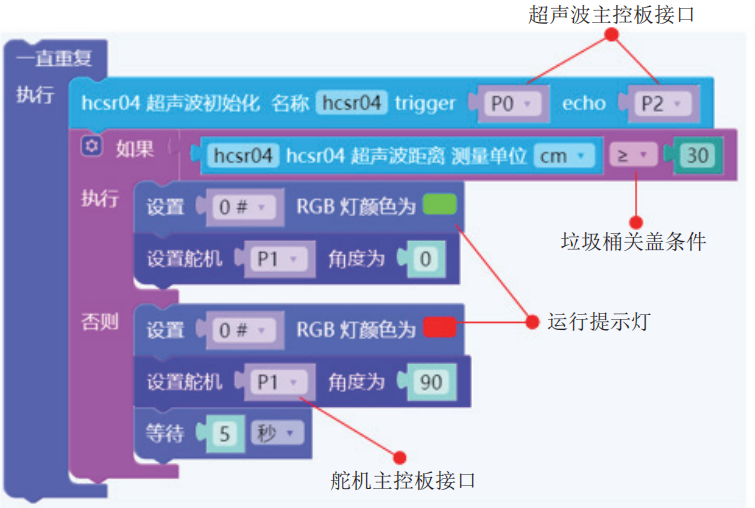 超声波主控板接口
一直重复
执行
hcsr04 超声波初始化 名称 hcsr04 trigger P0 echo P2
如果 hcsr04 hcsr04 超声波距离 测量单位 cm ≥ 30
执行 设置 0 # RGB 灯颜色为
垃圾桶关盖条件
设置舵机 P1 角度为 0
否则 设置 0 # RGB 灯颜色为
运行提示灯
设置舵机 P1 角度为 90
等待 5 秒
舵机主控板接口